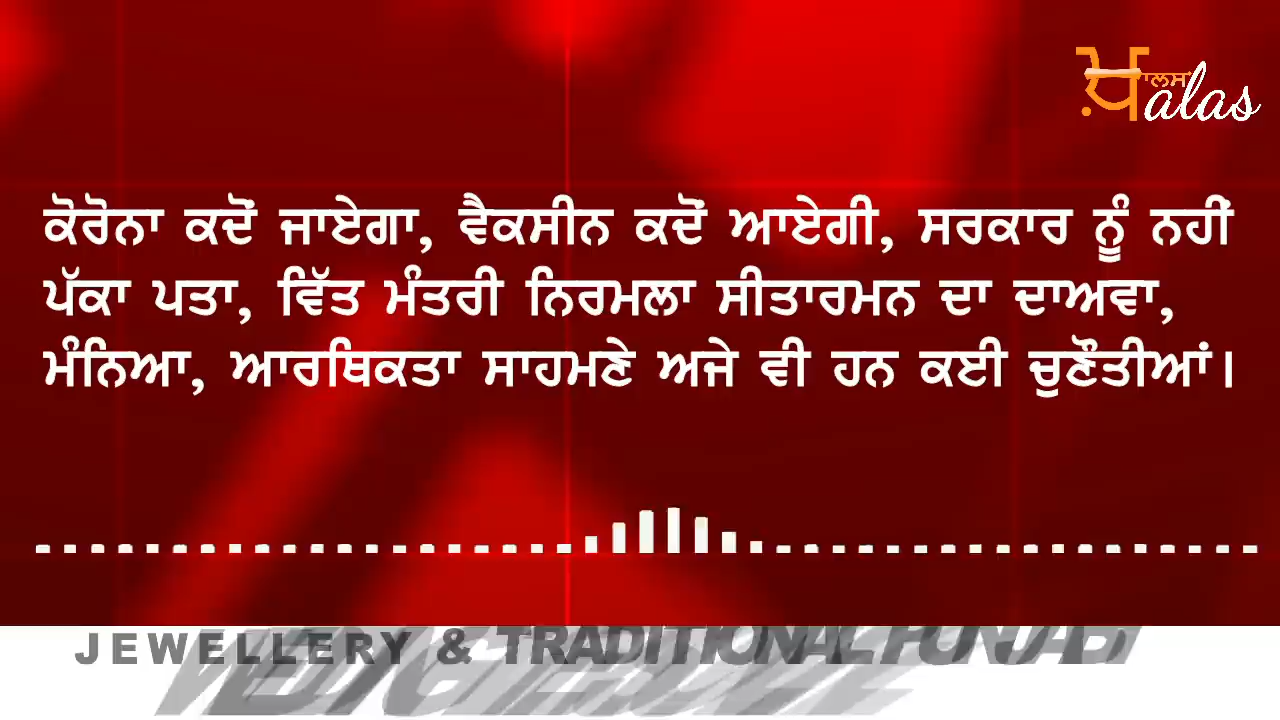 ਖ਼ਾਲਸ alas
ਕੋਰੋਨਾ ਕਦੋਂ ਜਾਏਗਾ, ਵੈਕਸੀਨ ਕਦੋਂ ਆਏਗੀ, ਸਰਕਾਰ ਨੂੰ ਨਹੀਂ
ਪੱਕਾ ਪਤਾ, ਵਿੱਤ ਮੰਤਰੀ ਨਿਰਮਲਾ ਸੀਤਾਰਮਨ ਦਾ ਦਾਅਵਾ,
ਮੰਨਿਆ, ਆਰਥਿਕਤਾ ਸਾਹਮਣੇ ਅਜੇ ਵੀ ਹਨ ਕਈ ਚੁਣੌਤੀਆਂ।
JEWELLERY & TRADITIONAL PUNJABI